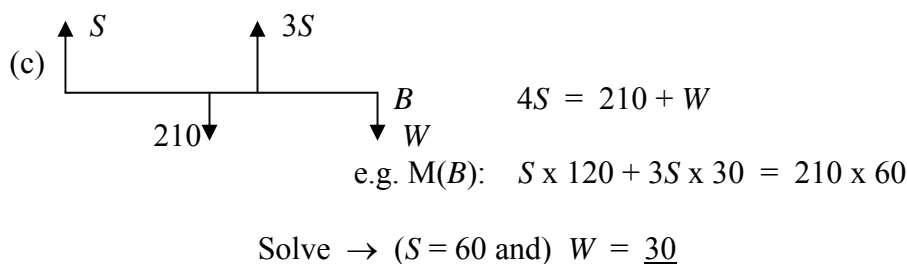 S 3S
(c)
B 4S = 210 + W
210 W
e.g. M(B): S x 120 + 3S x 30 = 210 x 60
Solve → (S = 60 and) W = 30